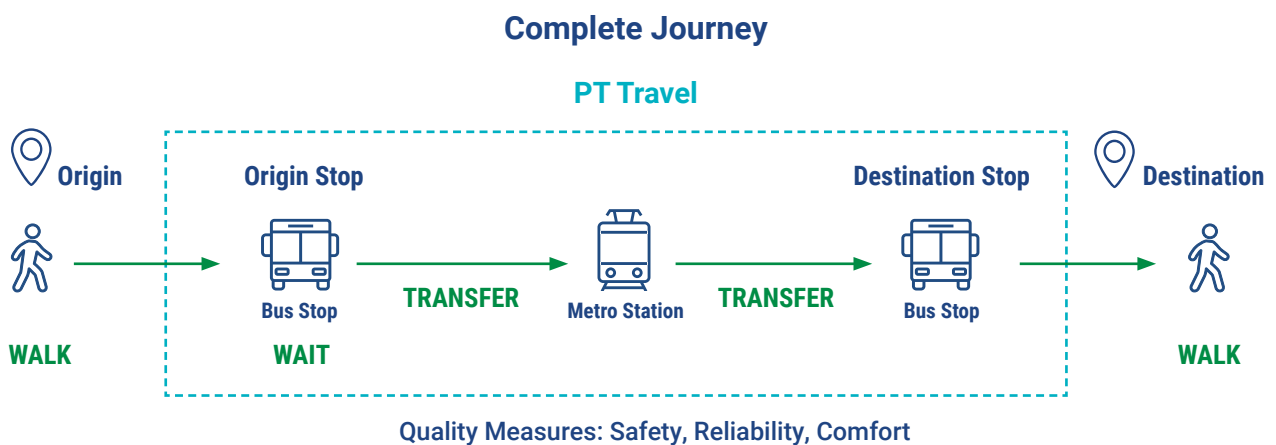 Complete Journey
PT Travel
Origin
Origin Stop
Destination Stop
Destination
Bus Stop
TRANSFER
Metro Station
TRANSFER
Bus Stop
WALK
WAIT
WALK
Quality Measures: Safety, Reliability, Comfort